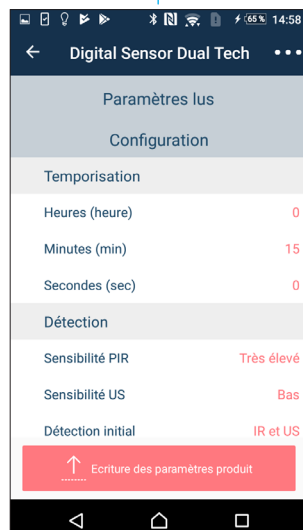 65% 14:58
Digital Sensor Dual Tech
Paramètres lus
Configuration
Temporisation
Heures (heure) 0
Minutes (min) 15
Secondes (sec) 0
Détection
Sensibilité PIR Très élevé
Sensibilité US Bas
Détection initial IR et US
Ecriture des paramètres produit